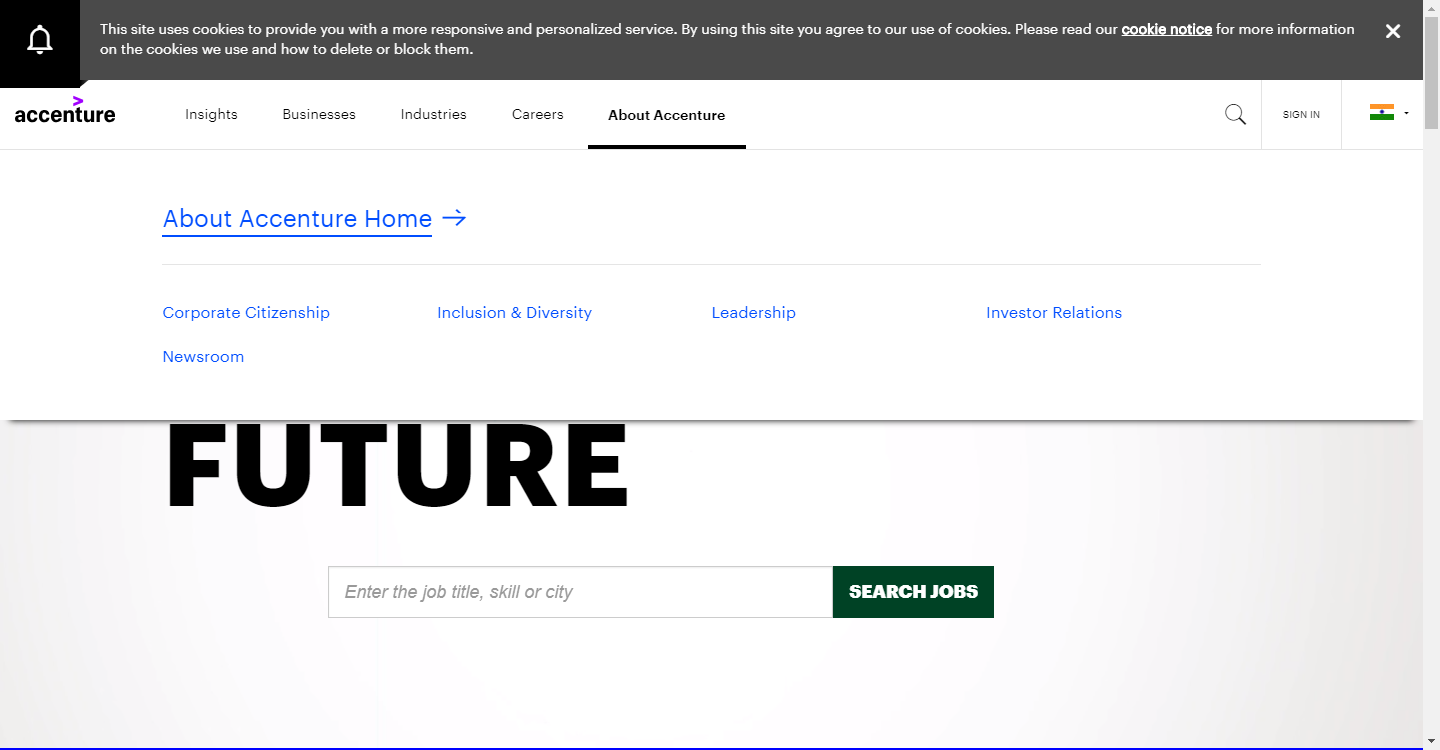 This site uses cookies to provide you with a more responsive and personalized service. By using this site you agree to our use of cookies. Please read our cookie notice for more information
on the cookies we use and how to delete or block them.
accenture
Insights
Businesses
Industries
Careers
About Accenture
SIGN IN
About Accenture Home
Corporate Citizenship
Inclusion & Diversity
Leadership
Investor Relations
Newsroom
FUTURE
Enter the job title, skill or city
SEARCH JOBS